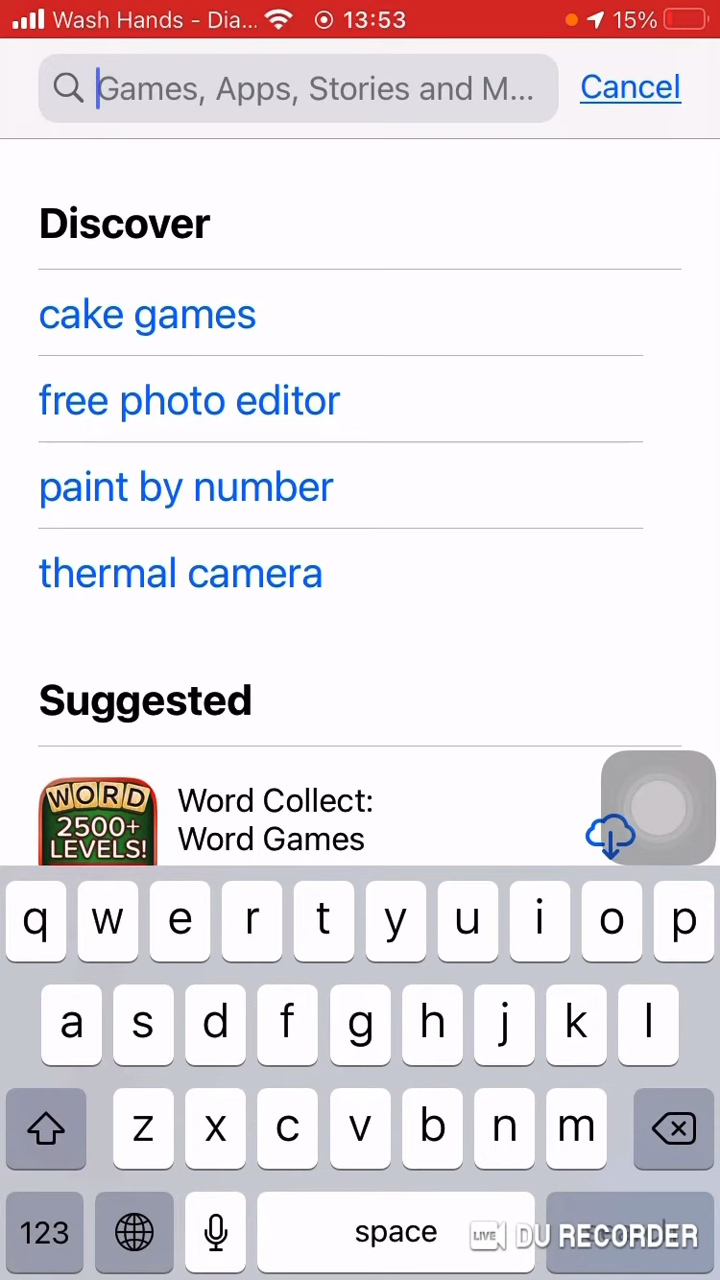 Wash Hands - Dia... 13:53 15%
Games, Apps, Stories and M... Cancel
Discover
cake games
free photo editor
paint by number
thermal camera
Suggested
WORD
2500+
LEVELS!
Word Collect:
Word Games
q w e r t y u i o p
a s d f g h j k l
z x c v b n m
123 space LIVE DU RECORDER